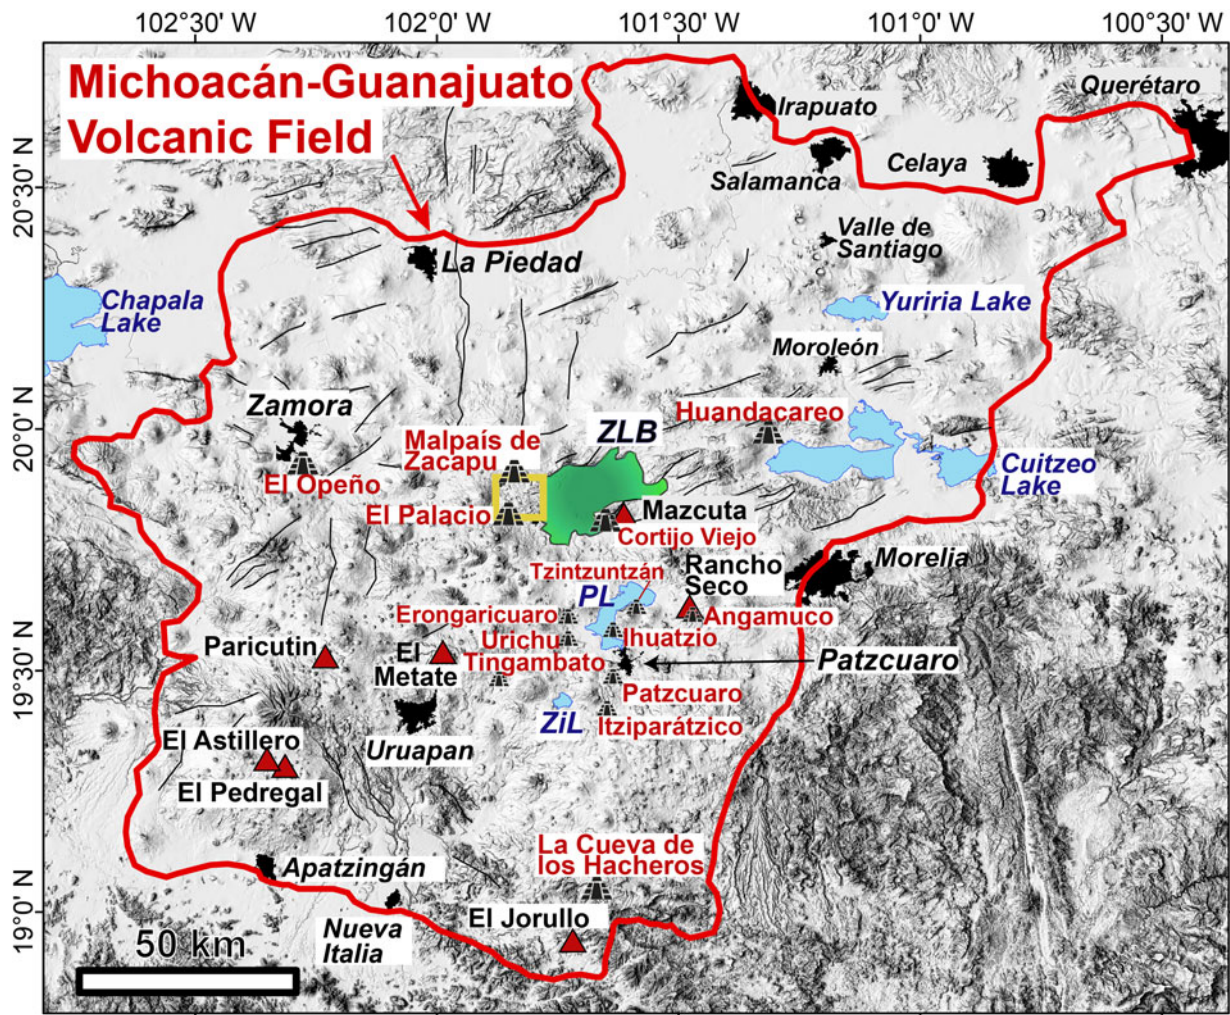 102°30' W
102°0' W
101°30' W
101°0' W
100°30' W
Michoacán-Guanajuato
Volcanic Field
Querétaro
Irapuato
Salamanca
Celaya
20°30' N
Valle de
Santiago
La Piedad
Chapala
Lake
Yuriria Lake
Moroleón
Zamora
Huandacareo
20°0' N
ZLB
Malpaís de
Zacapu
El Opeño
Cuitzeo
Lake
El Palacio
Mazcuta
Cortijo Viejo
Morelia
Rancho
Seco
Tzintzuntzán
PL
Erongaricuaro
Angamuco
Urichu
Ihuatzio
Paricutin
El
Metate
Tingambato
Patzcuaro
19°30' N
Patzcuaro
ZiL
Itziparátzico
Uruapan
El Astillero
El Pedregal
La Cueva de
los Hacheros
Apatzingán
19°0' N
El Jorullo
Nueva
Italia
50 km